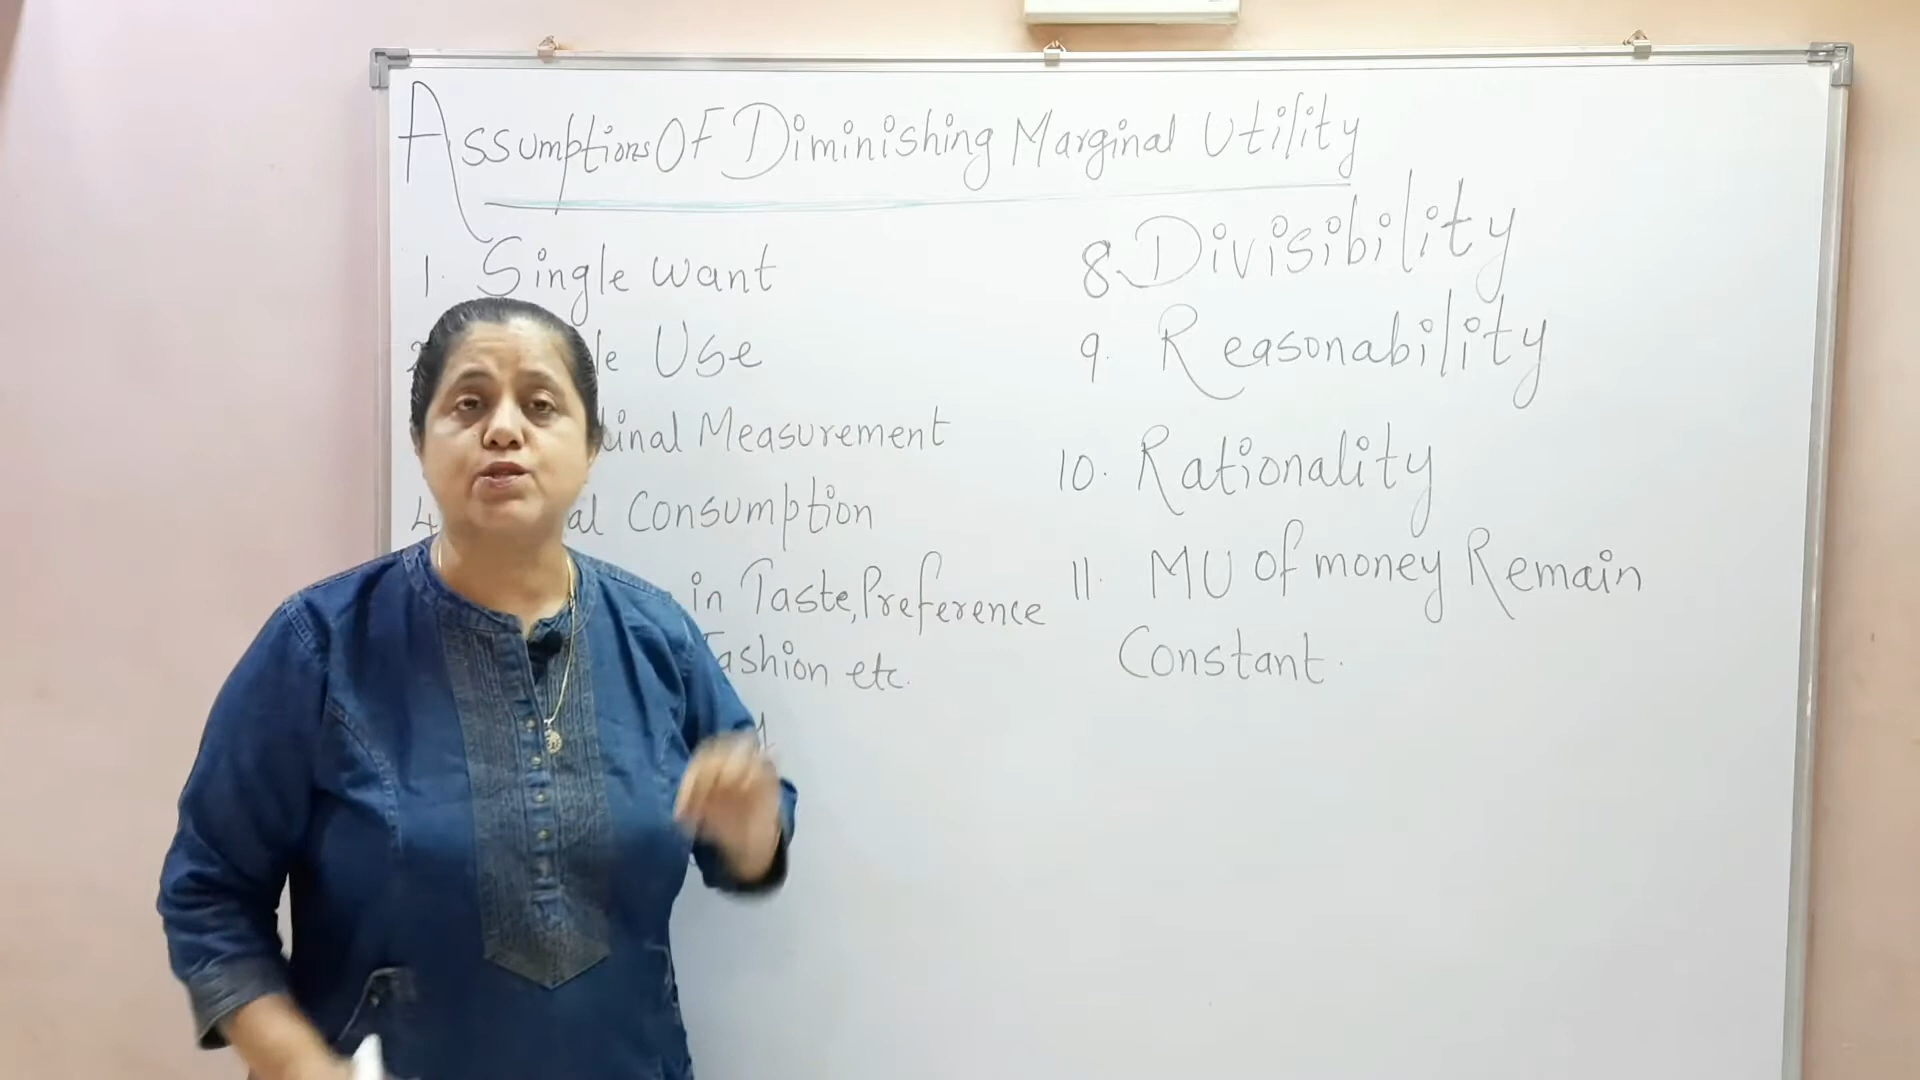 Assumptions Of Diminishing Marginal Utility
1. Single want
Use
Measurement
4 Consumption
in Taste, Preference
etc.
8. Divisibility
9. Reasonability
10. Rationality
11. MU of money Remain
Constant.